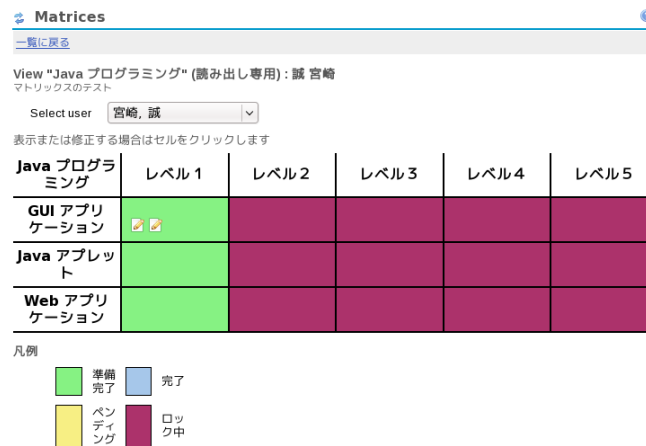 Matrices
一覧に戻る
View "Java プログラミング" (読み出し専用) : 誠 宮崎
マトリックスのテスト
Select user 宮崎, 誠
表示または修正する場合はセルをクリックします
Java プログラ
ミング レベル１ レベル２ レベル３ レベル４ レベル５
GUI アプリ
ケーション
Java アプレッ
ト
Web アプリ
ケーション
凡例
準備
完了 完了
ペン
ディ
ング ロッ
ク中